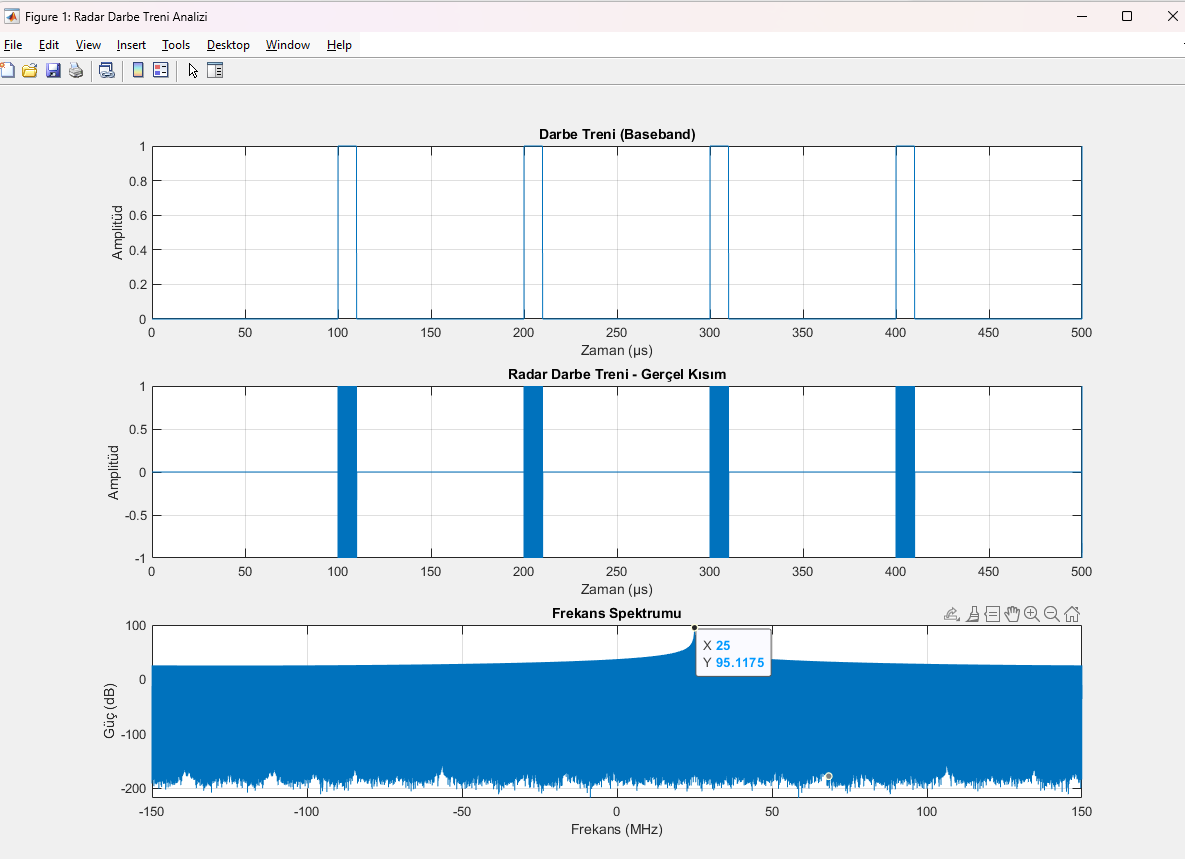 Figure 1: Radar Darbe Treni Analizi
File Edit View Insert Tools Desktop Window Help
Darbe Treni (Baseband)
1
0.8
0.6
0.4
0.2
0
Amplitüd
0 50 100 150 200 250 300 350 400 450 500
Zaman (µs)
Radar Darbe Treni - Gerçel Kısım
1
0.5
0
-0.5
-1
Amplitüd
0 50 100 150 200 250 300 350 400 450 500
Zaman (µs)
Frekans Spektrumu
100
0
-100
-200
Güç (dB)
X 25
Y 95.1175
-150 -100 -50 0 50 100 150
Frekans (MHz)